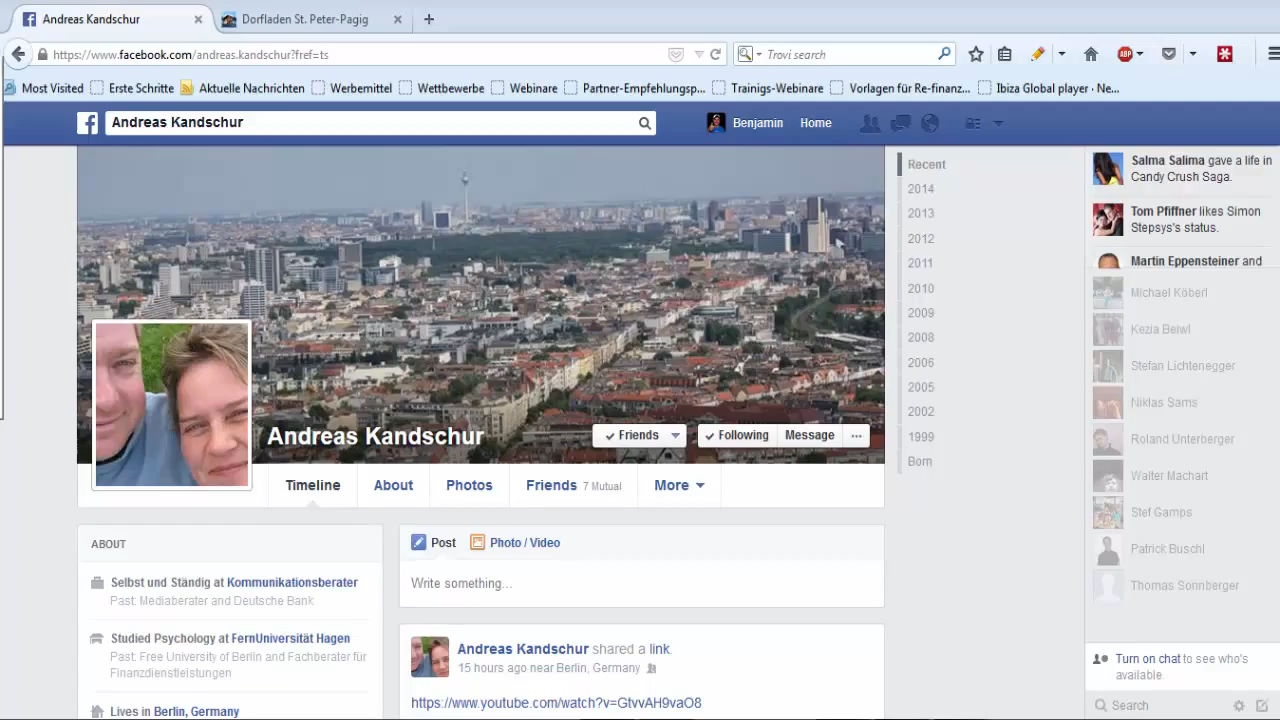 Andreas Kandschur
Dorfladen St. Peter-Pagig
https://www.facebook.com/andreas.kandschur?fref=ts
Trovi search
ABP
Most Visited
Erste Schritte
Aktuelle Nachrichten
Werbemittel
Wettbewerbe
Webinare
Partner-Empfehlungsp...
Trainigs-Webinare
Vorlagen für Re-finanz...
Ibiza Global player · Ne...
Andreas Kandschur
Benjamin
Home
Andreas Kandschur
Friends
Following
Message
Timeline
About
Photos
Friends 7 Mutual
More
Recent
2014
2013
2012
2011
2010
2009
2008
2006
2005
2002
1999
Born
ABOUT
Selbst und Ständig at Kommunikationsberater
Past: Mediaberater and Deutsche Bank
Studied Psychology at FernUniversität Hagen
Past: Free University of Berlin and Fachberater für
Finanzdienstleistungen
Lives in Berlin, Germany
Post
Photo / Video
Write something...
Andreas Kandschur shared a link.
15 hours ago near Berlin, Germany
https://www.youtube.com/watch?v=GtvvAH9vaO8
Salma Salima gave a life in
Candy Crush Saga.
Tom Pfiffner likes Simon
Stepsys's status.
Martin Eppensteiner and
Michael Köberl
Kezia Beiwl
Stefan Lichtenegger
Niklas Sams
Roland Unterberger
Walter Machart
Stef Gamps
Patrick Buschl
Thomas Sonnberger
Turn on chat to see who's
available.
Search